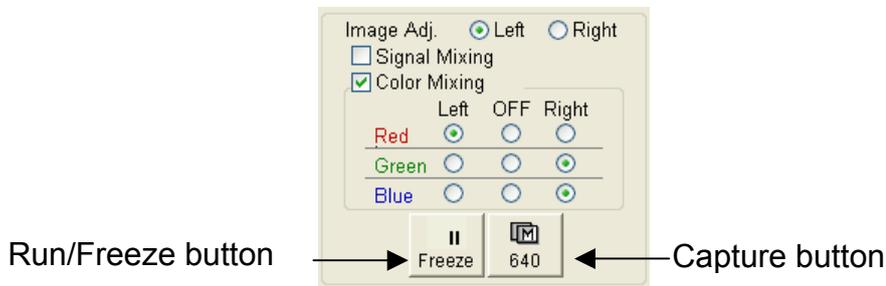 Image Adj. Left Right
Signal Mixing
Color Mixing
Left OFF Right
Red
Green
Blue
Run/Freeze button
Freeze
M
640
Capture button